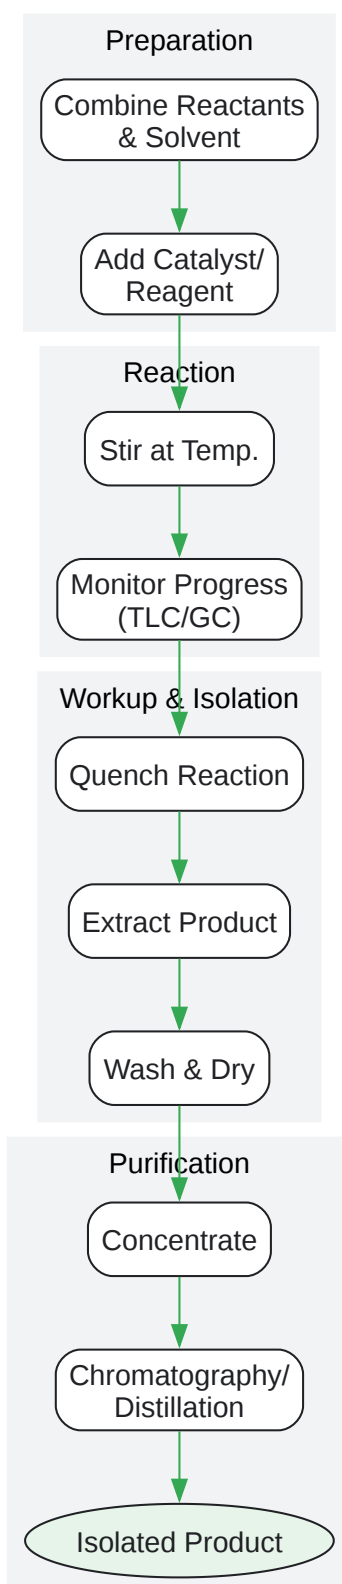 Preparation
Combine Reactants
& Solvent
Add Catalyst/
Reagent
Reaction
Stir at Temp.
Monitor Progress
(TLC/GC)
Workup & Isolation
Quench Reaction
Extract Product
Wash & Dry
Purification
Concentrate
Chromatography/
Distillation
Isolated Product